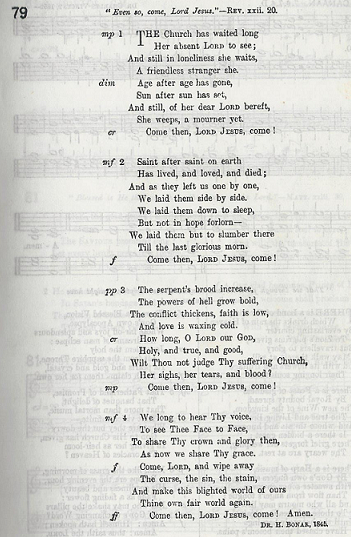 79 "Even so, come, Lord Jesus."—REV. xxii. 20.
mp 1 THE Church has waited long
Her absent LORD to see;
And still in loneliness she waits,
A friendless stranger she.
dim Age after age has gone,
Sun after sun has set,
And still, of her dear LORD bereft,
She weeps, a mourner yet.
cr Come then, LORD JESUS, come!
mf 2 Saint after saint on earth
Has lived, and loved, and died;
And as they left us one by one,
We laid them side by side.
We laid them down to sleep,
But not in hope forlorn—
We laid them but to slumber there
Till the last glorious morn.
f Come then, LORD JESUS, come!
pp 3 The serpent's brood increase,
The powers of hell grow bold,
The conflict thickens, faith is low,
And love is waxing cold.
cr How long, O LORD our GOD,
Holy, and true, and good,
Wilt Thou not judge Thy suffering Church,
Her sighs, her tears, and blood?
mp Come then, LORD JESUS, come!
mf 4 We long to hear Thy voice,
To see Thee Face to Face,
To share Thy crown and glory then,
As now we share Thy grace.
f Come, LORD, and wipe away
The curse, the sin, the stain,
And make this blighted world of ours
Thine own fair world again.
ff Come then, LORD JESUS, come! Amen.
DR. H. BONAR, 1845.